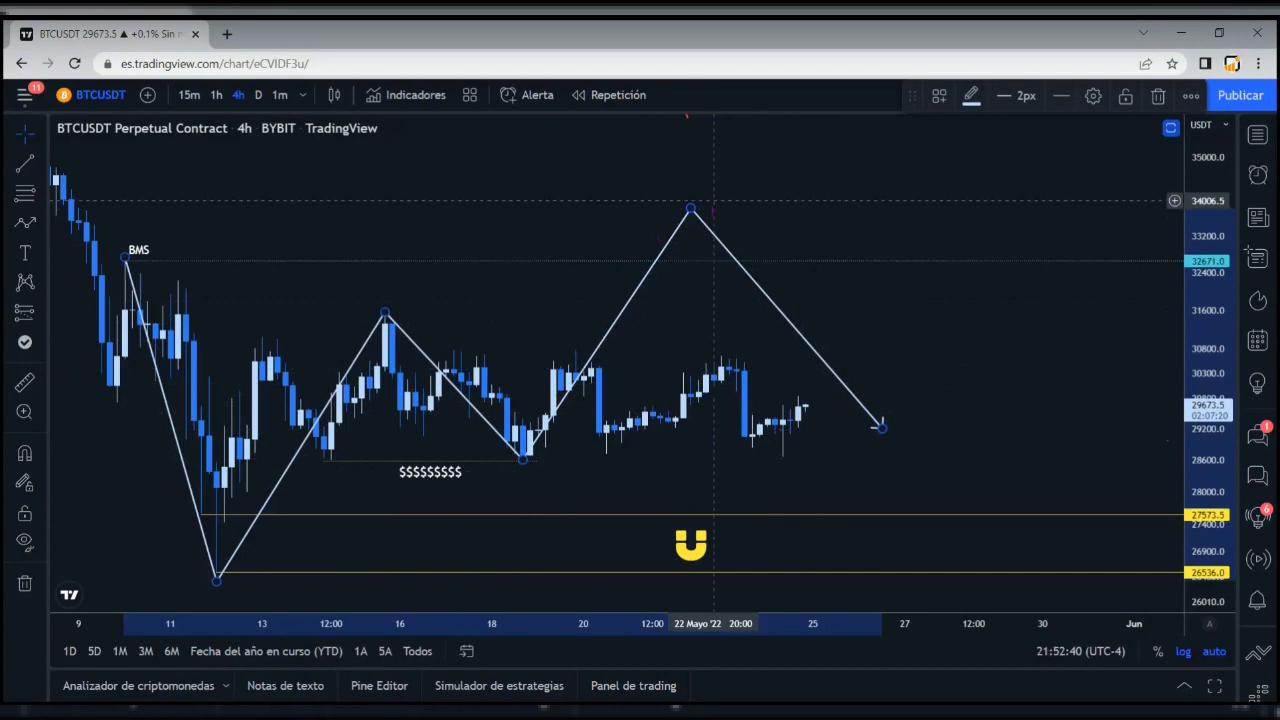 BTCUSDT 29673.5 ▲ +0.1% Sin n
es.tradingview.com/chart/eCVIDF3u/
11
BTCUSDT 15m 1h 4h D 1m Indicadores Alerta Repetición 2px Publicar
BTCUSDT Perpetual Contract 4h BYBIT TradingView
USDT
35000.0
34006.5
33200.0
BMS
32671.0
32400.0
31600.0
30800.0
30300.0
29673.5
02:07:20
29200.0
1
28600.0
$$$$$$$$$
28000.0
27573.5
6
27400.0
26900.0
26536.0
26010.0
9 11 13 12:00 16 18 20 12:00 22 Mayo '22 20:00 25 27 12:00 30 Jun A
1D 5D 1M 3M 6M Fecha del año en curso (YTD) 1A 5A Todos 21:52:40 (UTC-4) % log auto
Analizador de criptomonedas Notas de texto Pine Editor Simulador de estrategias Panel de trading